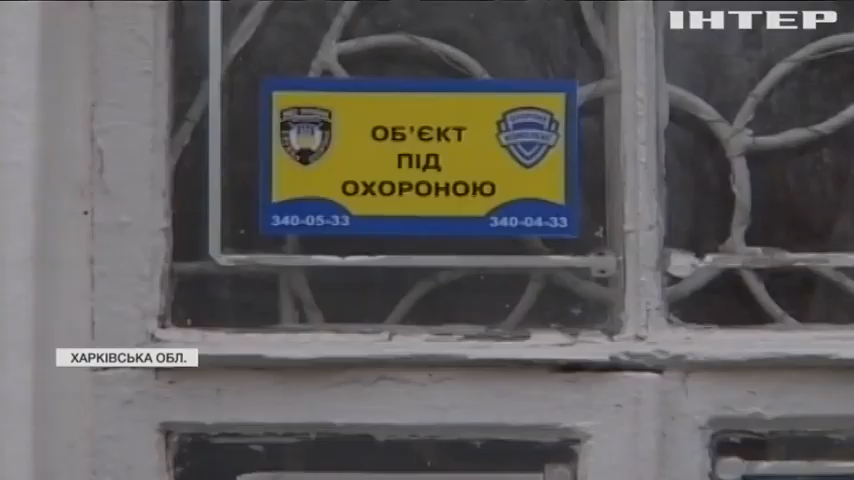 ІНТЕР
ОБ'ЄКТ
ПІД
ОХОРОНОЮ
340-05-33
340-04-33
ХАРКІВСЬКА ОБЛ.